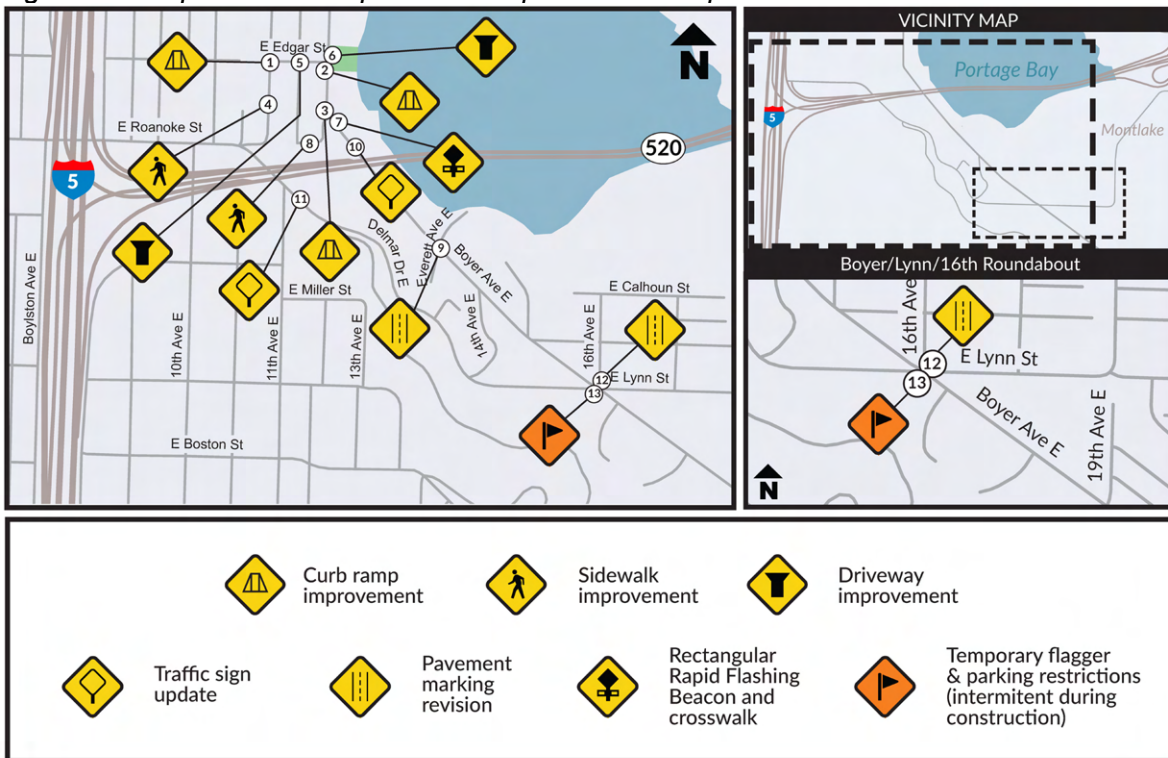 E Edgar St
1
5
6
2
4
3
7
8
10
11
9
12
13
E Roanoke St
5
520
N
Boylston Ave E
10th Ave E
11th Ave E
13th Ave E
E Miller St
Delmar Dr E
Everett Ave E
Boyer Ave E
14th Ave E
16th Ave E
E Calhoun St
E Lynn St
E Boston St
VICINITY MAP
Portage Bay
5
Montlake
Boyer/Lynn/16th Roundabout
16th Ave E
12
E Lynn St
13
Boyer Ave E
19th Ave E
N
Curb ramp
improvement
Sidewalk
improvement
Driveway
improvement
Traffic sign
update
Pavement
marking
revision
Rectangular
Rapid Flashing
Beacon and
crosswalk
Temporary flagger
& parking restrictions
(intermitent during
construction)